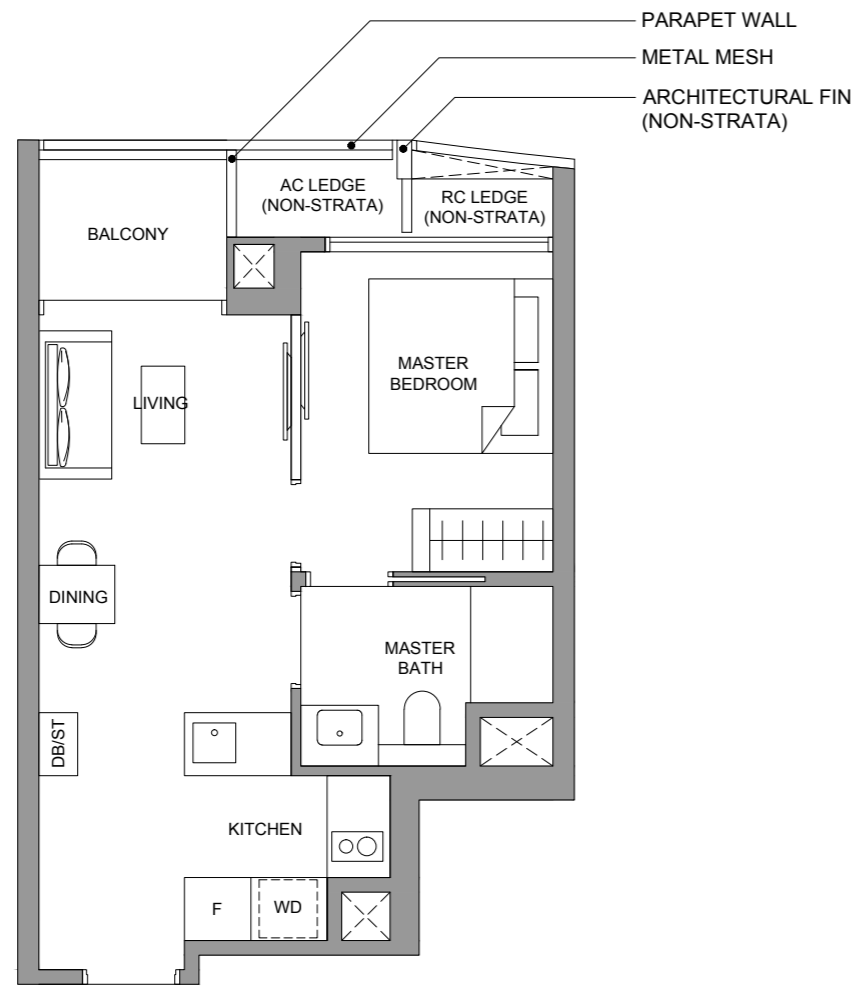 PARAPET WALL
METAL MESH
ARCHITECTURAL FIN
(NON-STRATA)
AC LEDGE
(NON-STRATA)
RC LEDGE
(NON-STRATA)
BALCONY
MASTER
BEDROOM
LIVING
DINING
MASTER
BATH
DB/ST
KITCHEN
F
WD